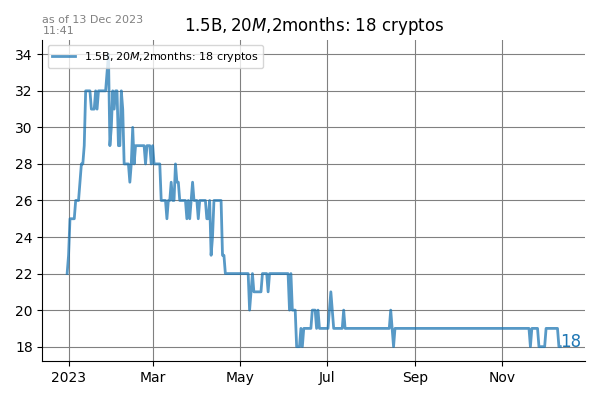 as of 13 Dec 2023
11:41
1.5B, 20M,2months: 18 cryptos
1.5B, 20M,2months: 18 cryptos
34
32
30
28
26
24
22
20
18
18
2023 Mar May Jul Sep Nov